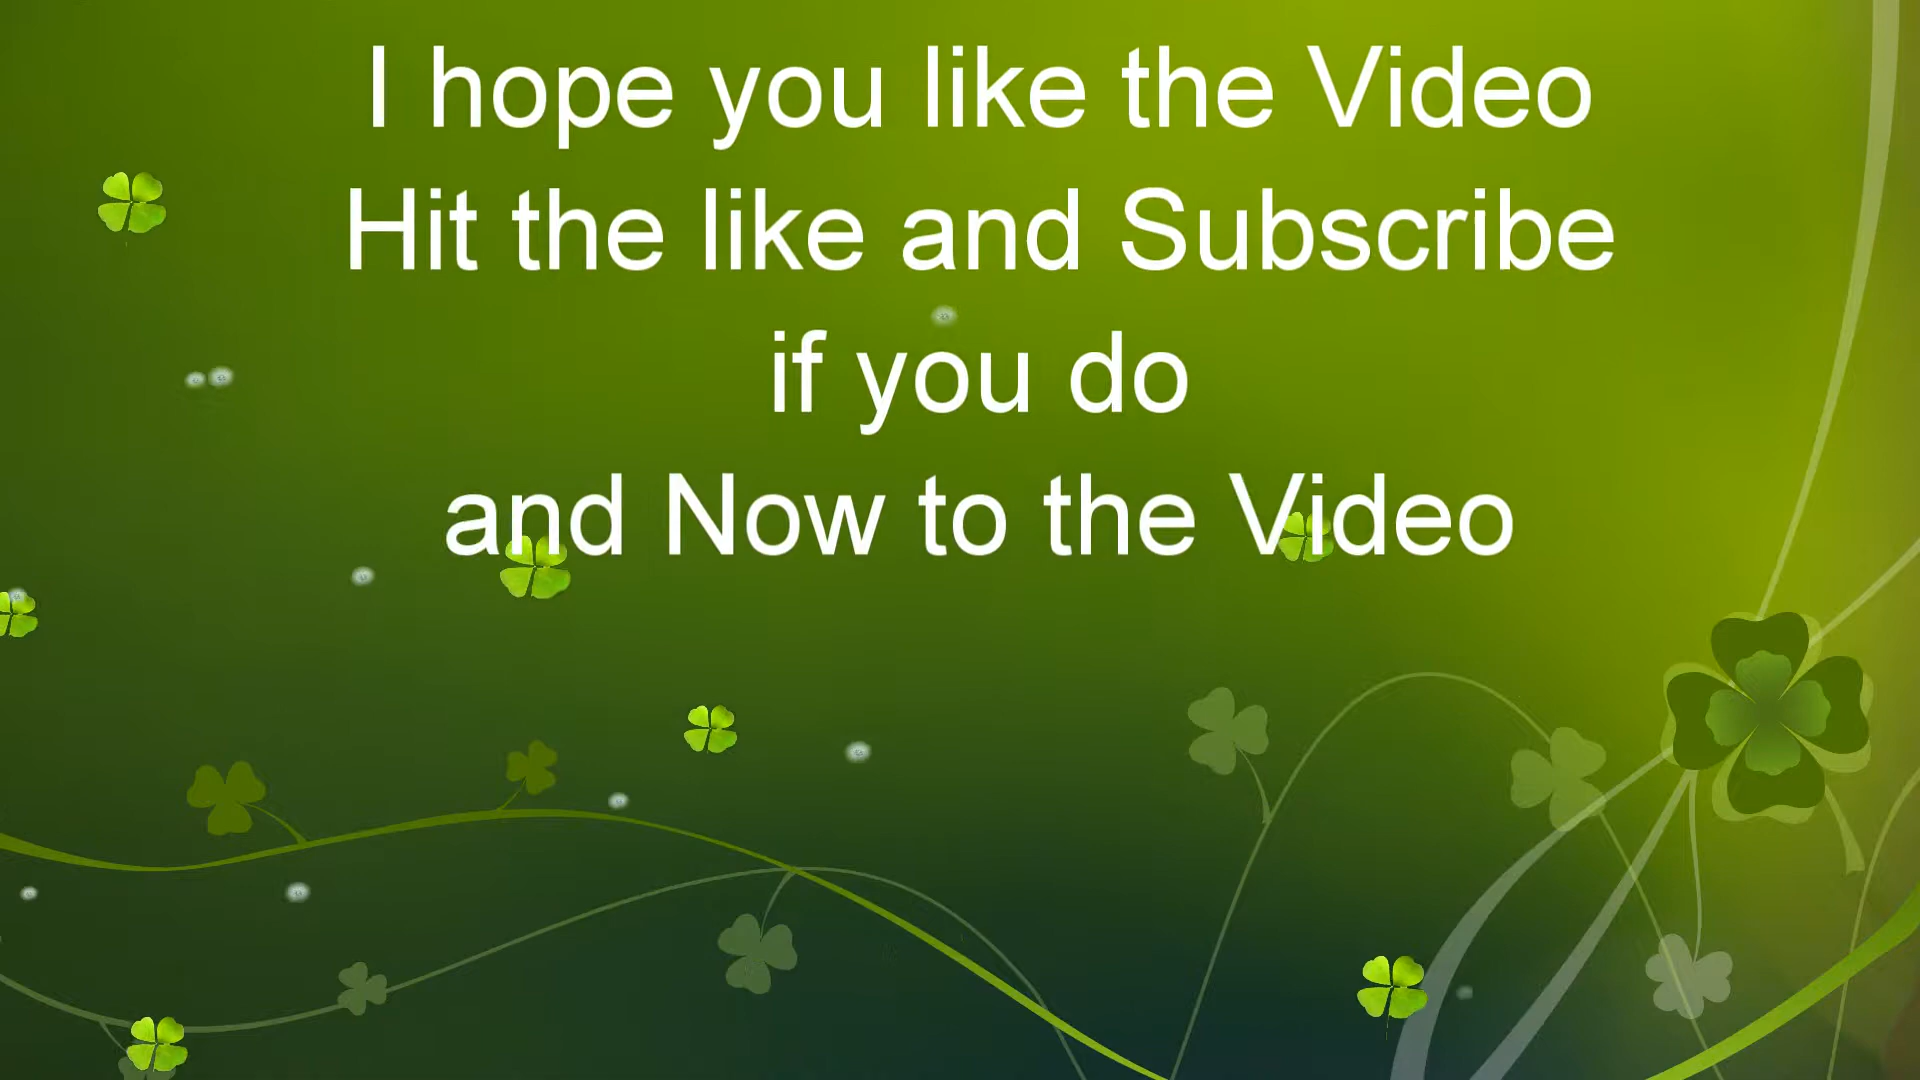 I hope you like the Video
Hit the like and Subscribe
if you do
and Now to the Video